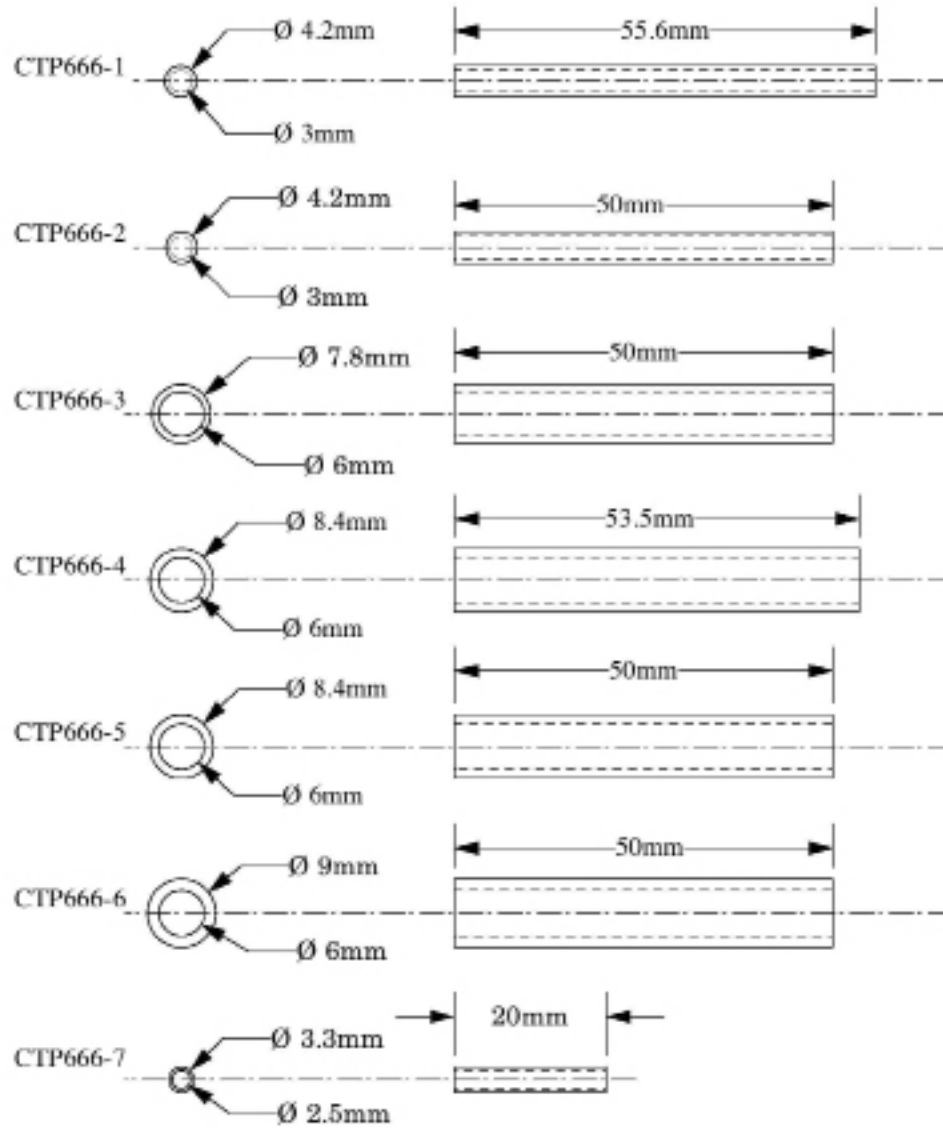 Ø 4.2mm 55.6mm
CTP666-1
Ø 3mm
Ø 4.2mm 50mm
CTP666-2
Ø 3mm
Ø 7.8mm 50mm
CTP666-3
Ø 6mm
Ø 8.4mm 53.5mm
CTP666-4
Ø 6mm
Ø 8.4mm 50mm
CTP666-5
Ø 6mm
Ø 9mm 50mm
CTP666-6
Ø 6mm
Ø 3.3mm 20mm
CTP666-7
Ø 2.5mm